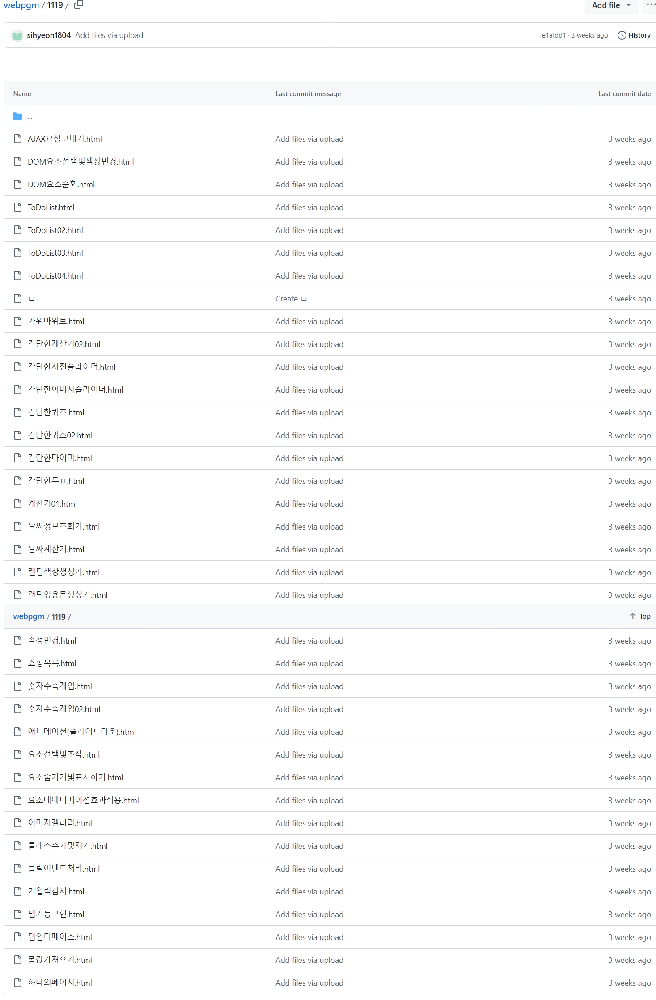 webpgm / 1119 /
Add file
sihyeon1804 Add files via upload e1afdd1 · 3 weeks ago History
Name Last commit message Last commit date
..
AJAX요청보내기.html Add files via upload 3 weeks ago
DOM요소선택및색상변경.html Add files via upload 3 weeks ago
DOM요소순회.html Add files via upload 3 weeks ago
ToDoList.html Add files via upload 3 weeks ago
ToDoList02.html Add files via upload 3 weeks ago
ToDoList03.html Add files via upload 3 weeks ago
ToDoList04.html Add files via upload 3 weeks ago
ㅁ Create ㅁ 3 weeks ago
가위바위보.html Add files via upload 3 weeks ago
간단한계산기02.html Add files via upload 3 weeks ago
간단한사진슬라이더.html Add files via upload 3 weeks ago
간단한이미지슬라이더.html Add files via upload 3 weeks ago
간단한퀴즈.html Add files via upload 3 weeks ago
간단한퀴즈02.html Add files via upload 3 weeks ago
간단한타이머.html Add files via upload 3 weeks ago
간단한투표.html Add files via upload 3 weeks ago
계산기01.html Add files via upload 3 weeks ago
날씨정보조회기.html Add files via upload 3 weeks ago
날짜계산기.html Add files via upload 3 weeks ago
랜덤색상생성기.html Add files via upload 3 weeks ago
랜덤잉용문생성기.html Add files via upload 3 weeks ago
webpgm / 1119 / Top
속성변경.html Add files via upload 3 weeks ago
쇼핑목록.html Add files via upload 3 weeks ago
숫자추측게임.html Add files via upload 3 weeks ago
숫자추측게임02.html Add files via upload 3 weeks ago
애니메이션(슬라이드다운).html Add files via upload 3 weeks ago
요소선택및조작.html Add files via upload 3 weeks ago
요소숨기기및표시하기.html Add files via upload 3 weeks ago
요소에애니메이션효과적용.html Add files via upload 3 weeks ago
이미지갤러리.html Add files via upload 3 weeks ago
클래스추가및제거.html Add files via upload 3 weeks ago
클릭이벤트처리.html Add files via upload 3 weeks ago
키입력감지.html Add files via upload 3 weeks ago
탭기능구현.html Add files via upload 3 weeks ago
탭인터페이스.html Add files via upload 3 weeks ago
폼값가져오기.html Add files via upload 3 weeks ago
하나의페이지.html Add files via upload 3 weeks ago